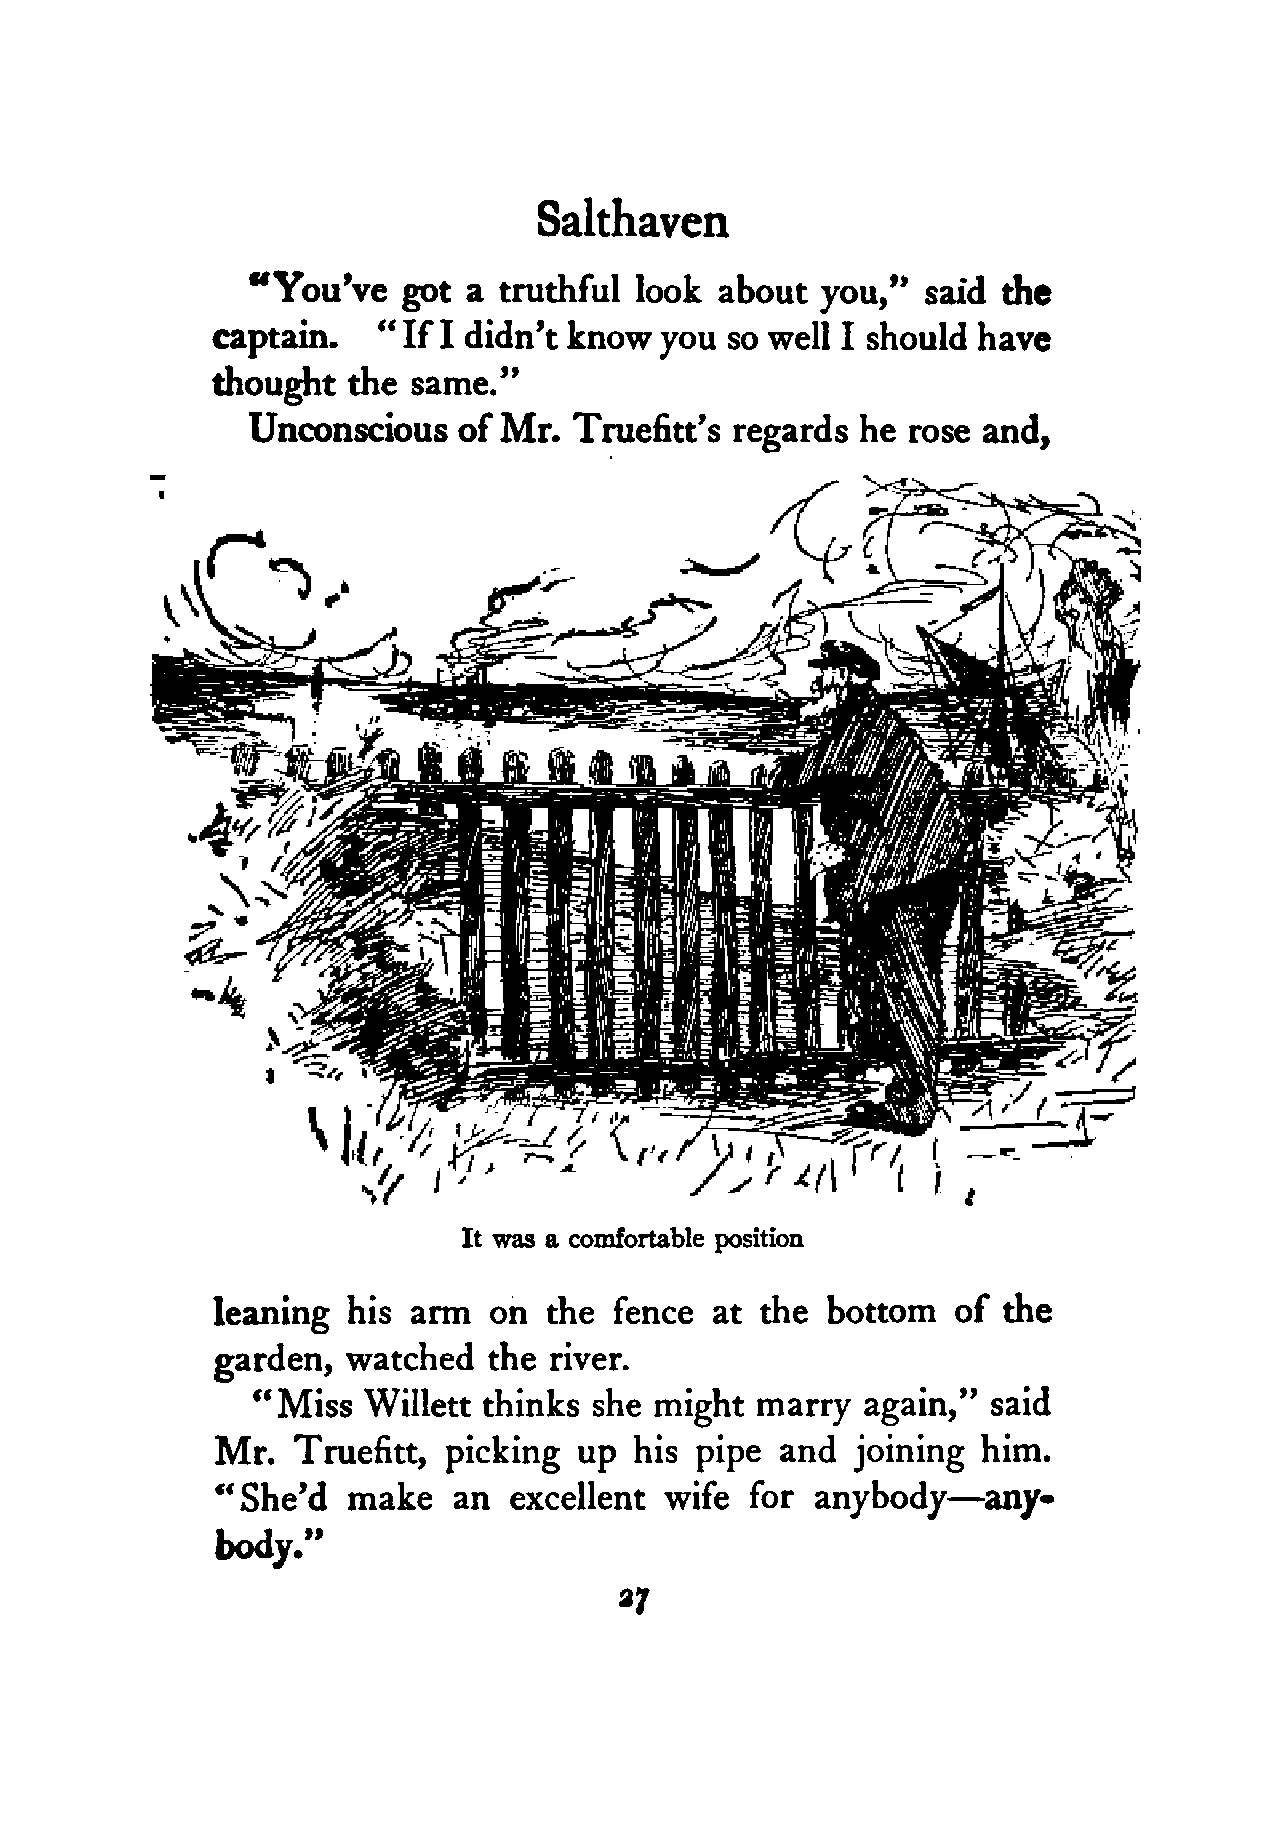 Salthaven
"You've got a truthful look about you," said the
captain. "If I didn't know you so well I should have
thought the same."
Unconscious of Mr. Truefitt's regards he rose and,
It was a comfortable position
leaning his arm on the fence at the bottom of the
garden, watched the river.
"Miss Willett thinks she might marry again," said
Mr. Truefitt, picking up his pipe and joining him.
"She'd make an excellent wife for anybody—any-
body."
27